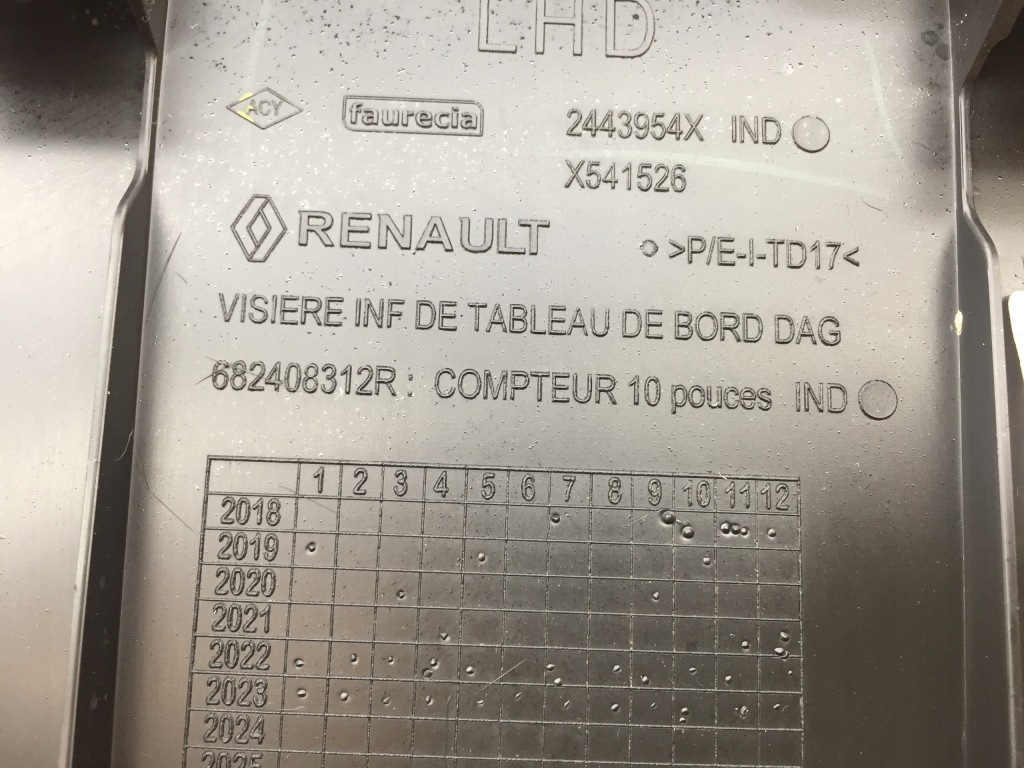 LHD
ACY faurecia 2443954X IND
X541526
RENAULT >P/E-I-TD17<
VISIERE INF DE TABLEAU DE BORD DAG
682408312R : COMPTEUR 10 pouces IND
1 2 3 4 5 6 7 8 9 10 11 12
2018
2019
2020
2021
2022
2023
2024
2025